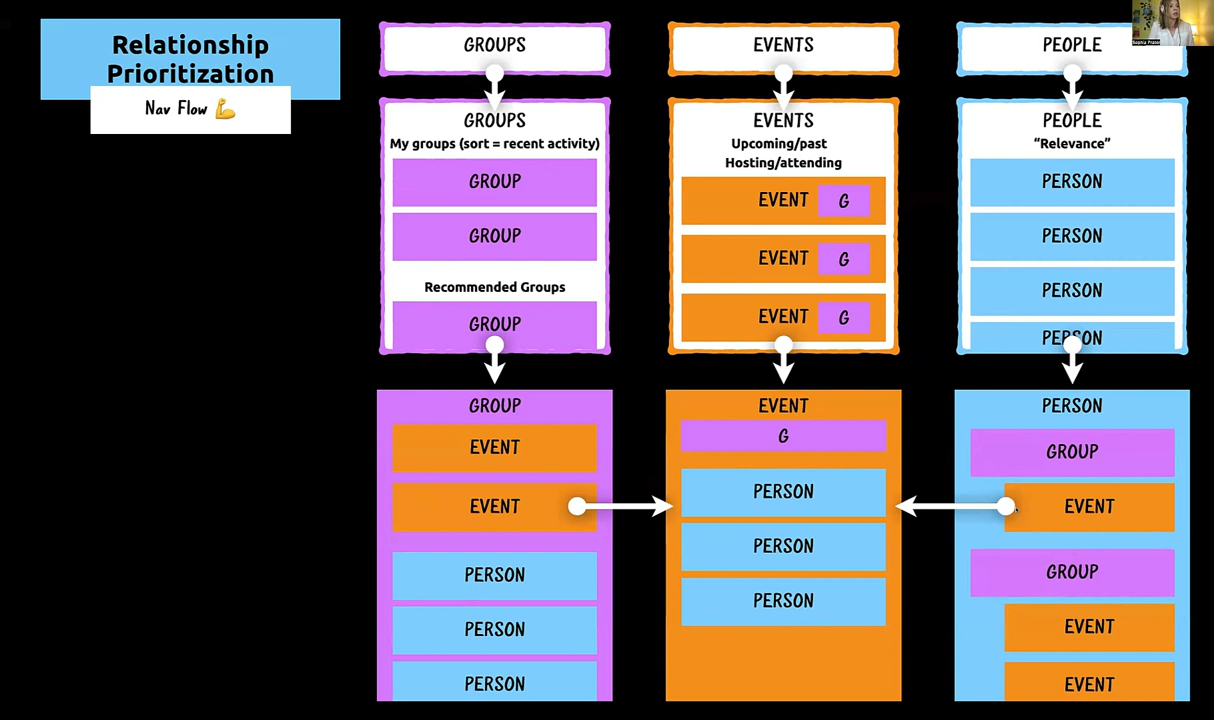 Relationship
Prioritization
Nav Flow 💪
GROUPS
GROUPS
My groups (sort = recent activity)
GROUP
GROUP
Recommended Groups
GROUP
GROUP
EVENT
EVENT
PERSON
PERSON
PERSON
EVENTS
EVENTS
Upcoming/past
Hosting/attending
EVENT G
EVENT G
EVENT G
EVENT
G
PERSON
PERSON
PERSON
PEOPLE
PEOPLE
“Relevance”
PERSON
PERSON
PERSON
PERSON
PERSON
GROUP
EVENT
GROUP
EVENT
EVENT